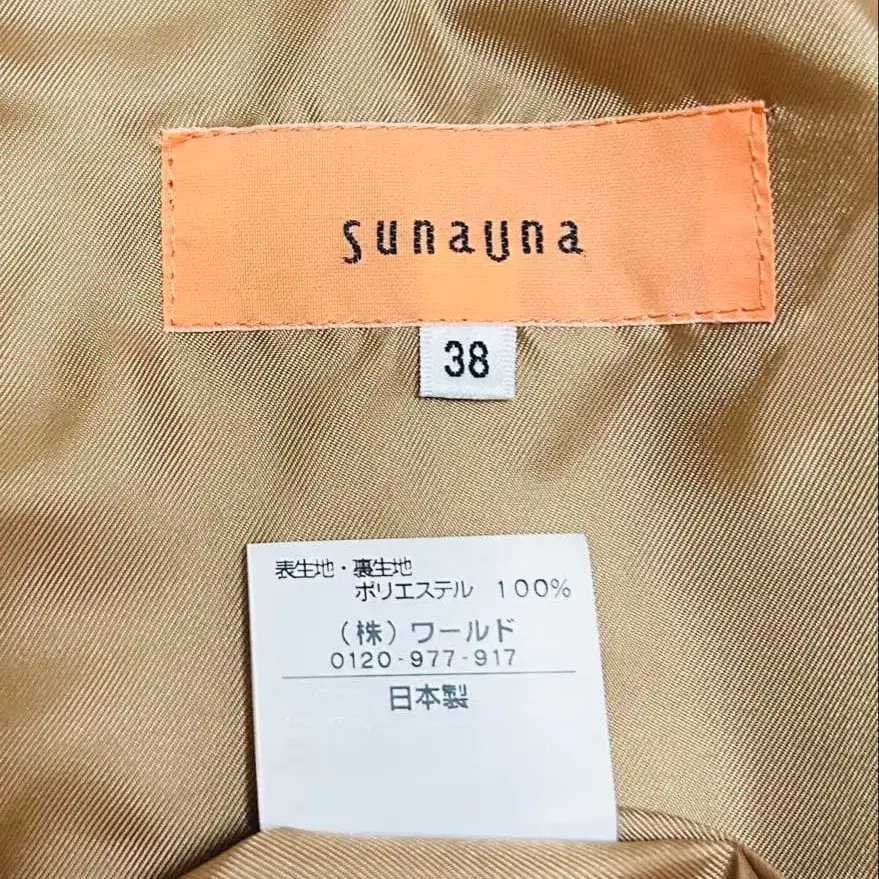 sunauna
38
表生地・裏生地
ポリエステル 100%
(株)ワールド
0120-977-917
日本製